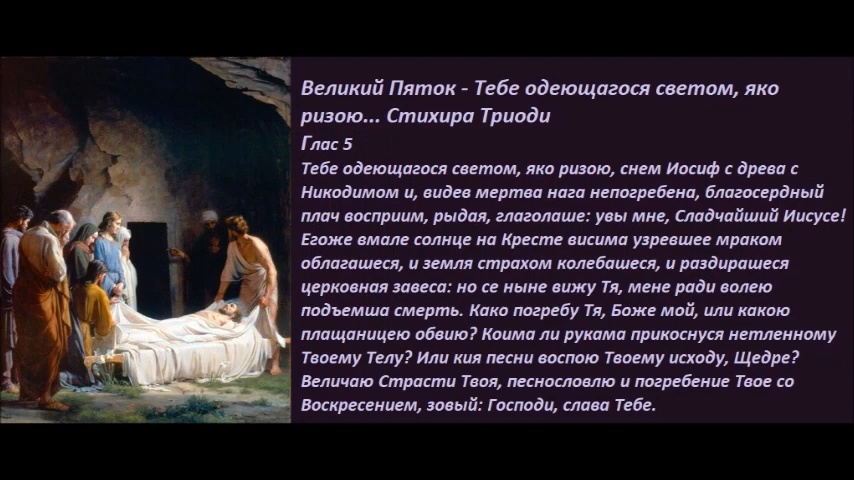 Великий Пяток - Тебе одеющагося светом, яко
ризою... Стихира Триоди
Глас 5
Тебе одеющагося светом, яко ризою, снем Иосиф с древа с
Никодимом и, видев мертва нага непогребена, благосердный
плач восприим, рыдая, глаголаше: увы мне, Сладчайший Иисусе!
Егоже вмале солнце на Кресте висима узревшее мраком
облагашеся, и земля страхом колебашеся, и раздирашеся
церковная завеса: но се ныне вижу Тя, мене ради волею
подъемша смерть. Како погребу Тя, Боже мой, или какою
плащаницею обвию? Коима ли рукама прикоснуся нетленному
Твоему Телу? Или кия песни воспою Твоему исходу, Щедре?
Величаю Страсти Твоя, песнословлю и погребение Твое со
Воскресением, зовый: Господи, слава Тебе.